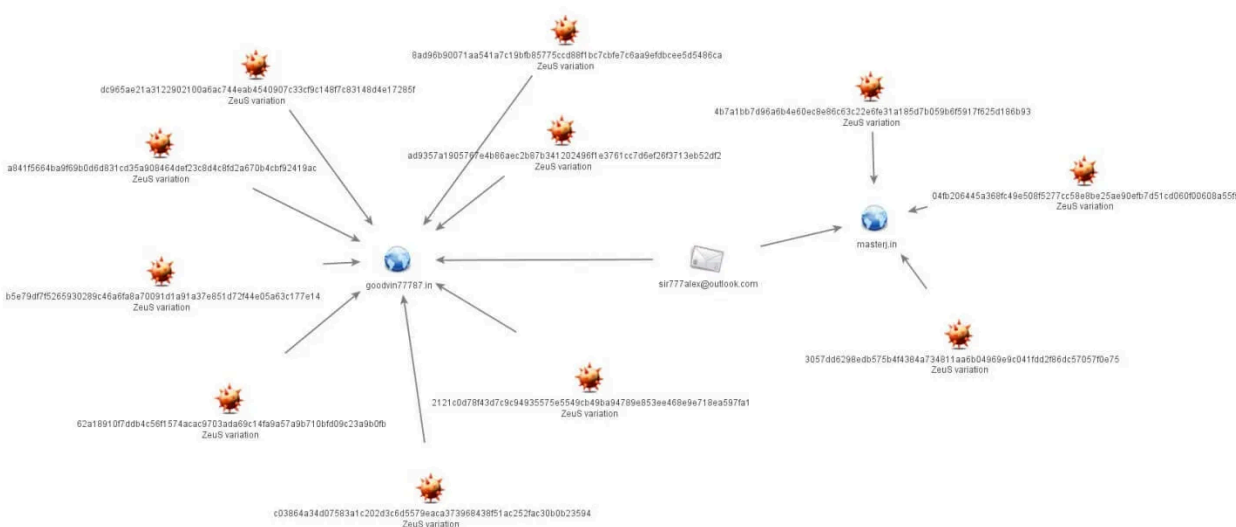 8ad96b90071aa541a7c19bfb85775ccd88f1bc7cbfe7c6aa9efdbcee5d5486ca
ZeuS variation
dc965ae21a3122902100a6ac744eab4540907c33cf9c148f7c83148d4e17285f
ZeuS variation
4b7a1bb7d96a6b4e60ec8e86c63c22e6fe31a185d7b059b6f5917f625d186b93
ZeuS variation
a841f5664ba9f69b0d6d831cd35a908464def23c8d4c8fd2a670b4cbf92419ac
ZeuS variation
ad9357a1905767e4b86aec2b87b341202496f1e3761cc7d6ef26f3713eb52df2
ZeuS variation
04fb206445a368fc49e508f5277cc58e8be25ae90efb7d51cd060f00608a55f9
ZeuS variation
masterj.in
goodvin77787.in
sir777alex@outlook.com
b5e79df7f5265930289c46a6fa8a70091d1a91a37e851d72f44e05a63c177e14
ZeuS variation
3057dd6298edb575b4f4384a734811aa6b04969e9c041fdd2f86dc57057f0e75
ZeuS variation
2121c0d78f43d7c9c94935575e5549cb49ba94789e853ee468e9e718ea597fa1
ZeuS variation
62a18910f7ddb4c56f1574acac9703ada69c14fa9a57a9b710bfd09c23a9b0fb
ZeuS variation
c03864a34d07583a1c202d3c6d5579eaca373968438f51ac252fac30b0b23594
ZeuS variation